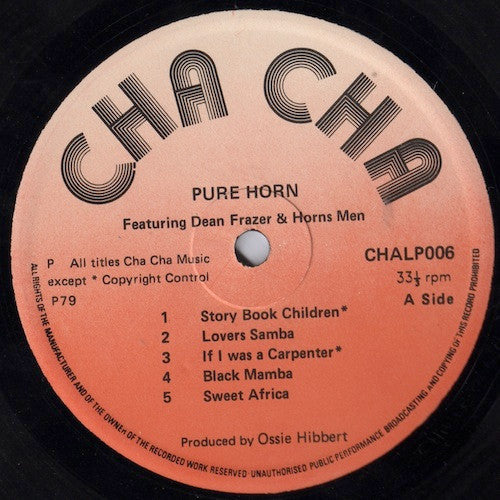 CHA CHA
PURE HORN
Featuring Dean Frazer & Horns Men
P All titles Cha Cha Music
except * Copyright Control
P79
CHALP006
33⅓ rpm
A Side
1 Story Book Children*
2 Lovers Samba
3 If I was a Carpenter*
4 Black Mamba
5 Sweet Africa
Produced by Ossie Hibbert
ALL RIGHTS OF THE MANUFACTURER AND OF THE OWNER OF THE RECORDED WORK RESERVED UNAUTHORISED PUBLIC PERFORMANCE BROADCASTING AND COPYING OF THIS RECORD PROHIBITED